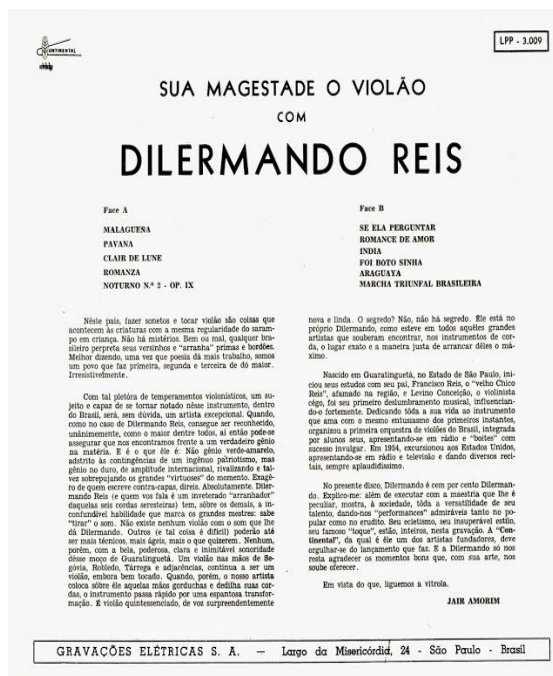 CONTINENTAL
LPP - 3.009
SUA MAGESTADE O VIOLÃO
COM
DILERMANDO REIS
Face A
MALAGUEÑA
PAVANA
CLAIR DE LUNE
ROMANZA
NOTURNO N.º 2 - OP. IX
Face B
SE ELA PERGUNTAR
ROMANCE DE AMOR
INDIA
FOI BOTO SINHA
ARAGUAYA
MARCHA TRIUNFAL BRASILEIRA
Nêste país, fazer sonetos e tocar violão são coisas que
acontecem às criaturas com a mesma regularidade do saram-
po em criança. Não há mistérios. Bem ou mal, qualquer bra-
sileiro perpreta seus versinhos e "arranha" primas e bordões.
Melhor dizendo, uma vez que poesia dá mais trabalho, somos
um povo que faz primeira, segunda e terceira de dó maior.
Irresistivelmente.
Com tal pletóra de temperamentos violonísticos, um su-
jeito e capaz de se tornar notado nêsse instrumento, dentro
do Brasil, será, sem dúvida, um artista excepcional. Quando,
como no caso de Dilermando Reis, consegue ser reconhecido,
unânimemente, como o maior dentre todos, aí então pode-se
assegurar que nos encontramos frente a um verdadeiro gênio
na matéria. E é o que êle é: Não gênio verde-amarelo,
adstrito às contingências de um ingênuo patriotismo, mas
gênio no duro, de amplitude internacional, rivalizando e tal-
vez sobrepujando os grandes "virtuoses" do momento. Exagê-
ro de quem escreve contra-capas, direis. Absolutamente. Diler-
mando Reis (e quem vos fala é um inveterado "arranhador"
daquelas seis cordas seresteiras) tem, sôbre os demais, a in-
confundível habilidade que marca os grandes mestres: sabe
"tirar" o som. Não existe nenhum violão com o som que lhe
dá Dilermando. Outros (e tal coisa é difícil) poderão até
ser mais técnicos, mais ágeis, mais o que quiserem. Nenhum,
porém, com a bela, poderosa, clara e inimitável sonoridade
dêsse moço de Guaratinguetá. Um violão nas mãos de Se-
góvia, Robledo, Tárrega e adjacências, continua a ser um
violão, embora bem tocado. Quando, porém, o nosso artista
coloca sôbre êle aquelas mãos gorduchas e dedilha suas cor-
das, o instrumento passa rápido por uma espantosa transfor-
mação. É violão quintessenciado, de voz surpreendentemente
nova e linda. O segredo? Não, não há segredo. Êle está no
próprio Dilermando, como esteve em todos aquêles grandes
artistas que souberam encontrar, nos instrumentos de cor-
da, o lugar exato e a maneira justa de arrancar dêles o má-
ximo.
Nascido em Guaratinguetá, no Estado de São Paulo, ini-
ciou seus estudos com seu pai, Francisco Reis, o "velho Chico
Reis", afamado na região, e Levino Conceição, o violinista
cégo, foi seu primeiro deslumbramento musical, influencian-
do-o fortemente. Dedicando tôda a sua vida ao instrumento
que ama com o mesmo entusiasmo dos primeiros instantes,
organizou a primeira orquestra de violões do Brasil, integrada
por alunos seus, apresentando-se em rádio e "boites" com
sucesso invulgar. Em 1954, excursionou aos Estados Unidos,
apresentando-se em rádio e televisão e dando diversos reci-
tais, sempre aplaudidíssimo.
No presente disco, Dilermando é cem por cento Dilerman-
do. Explico-me: além de executar com a maestria que lhe é
peculiar, mostra, à sociedade, tôda a versatilidade de seu
talento, dando-nos "performances" admiráveis tanto no po-
pular como no erudito. Seu ecletismo, seu insuperável estilo,
seu famoso "toque", estão, inteiros, nesta gravação. A "Con-
tinental", da qual é êle um dos artistas fundadores, deve
orgulhar-se do lançamento que faz. E a Dilermando só nos
resta agradecer os momentos bons que, com sua arte, nos
soube oferecer.
Em vista do que, liguemos a vitrola.
JAIR AMORIM
GRAVAÇÕES ELÉTRICAS S. A. — Largo da Misericórdia, 24 - São Paulo - Brasil